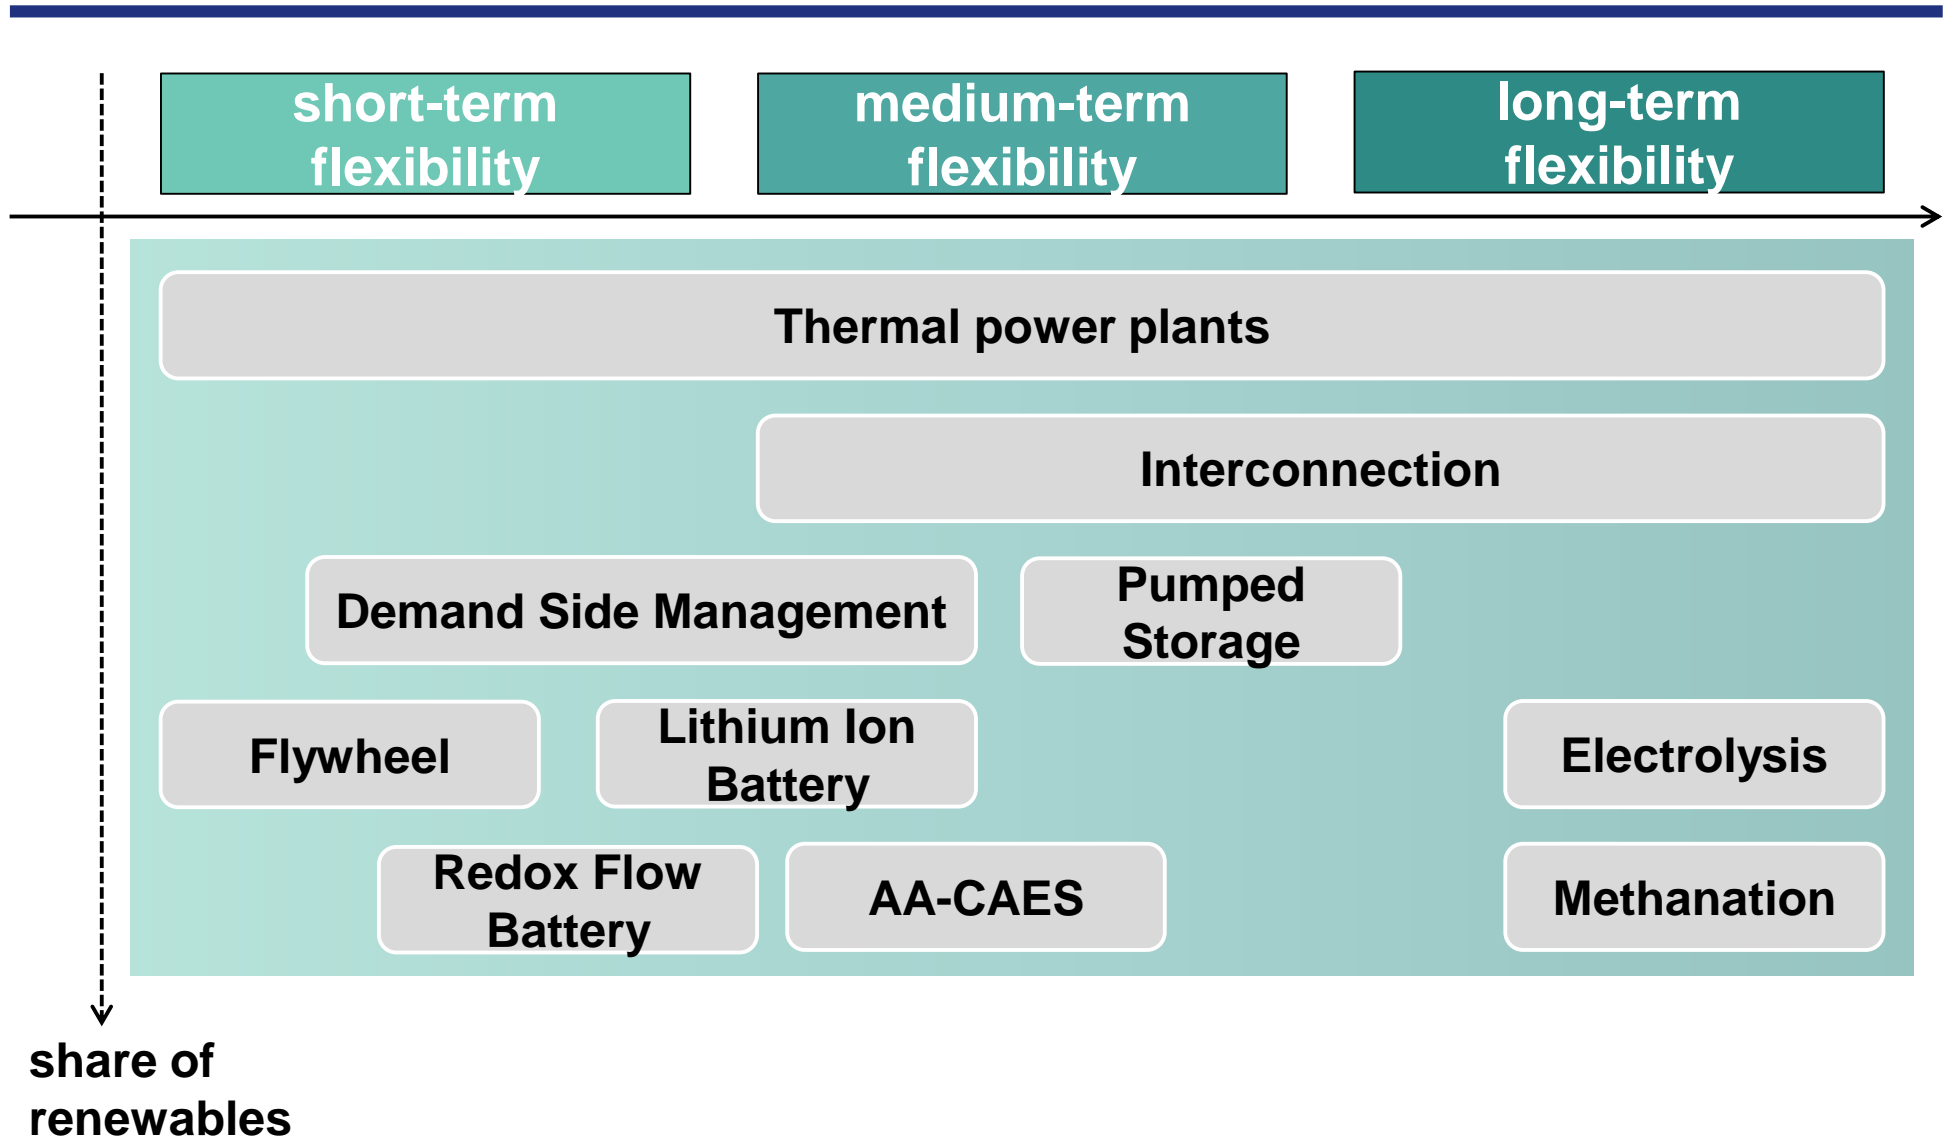 short-term
flexibility
medium-term
flexibility
long-term
flexibility
Thermal power plants
Interconnection
Demand Side Management
Pumped
Storage
Flywheel
Lithium Ion
Battery
Electrolysis
Redox Flow
Battery
AA-CAES
Methanation
share of
renewables